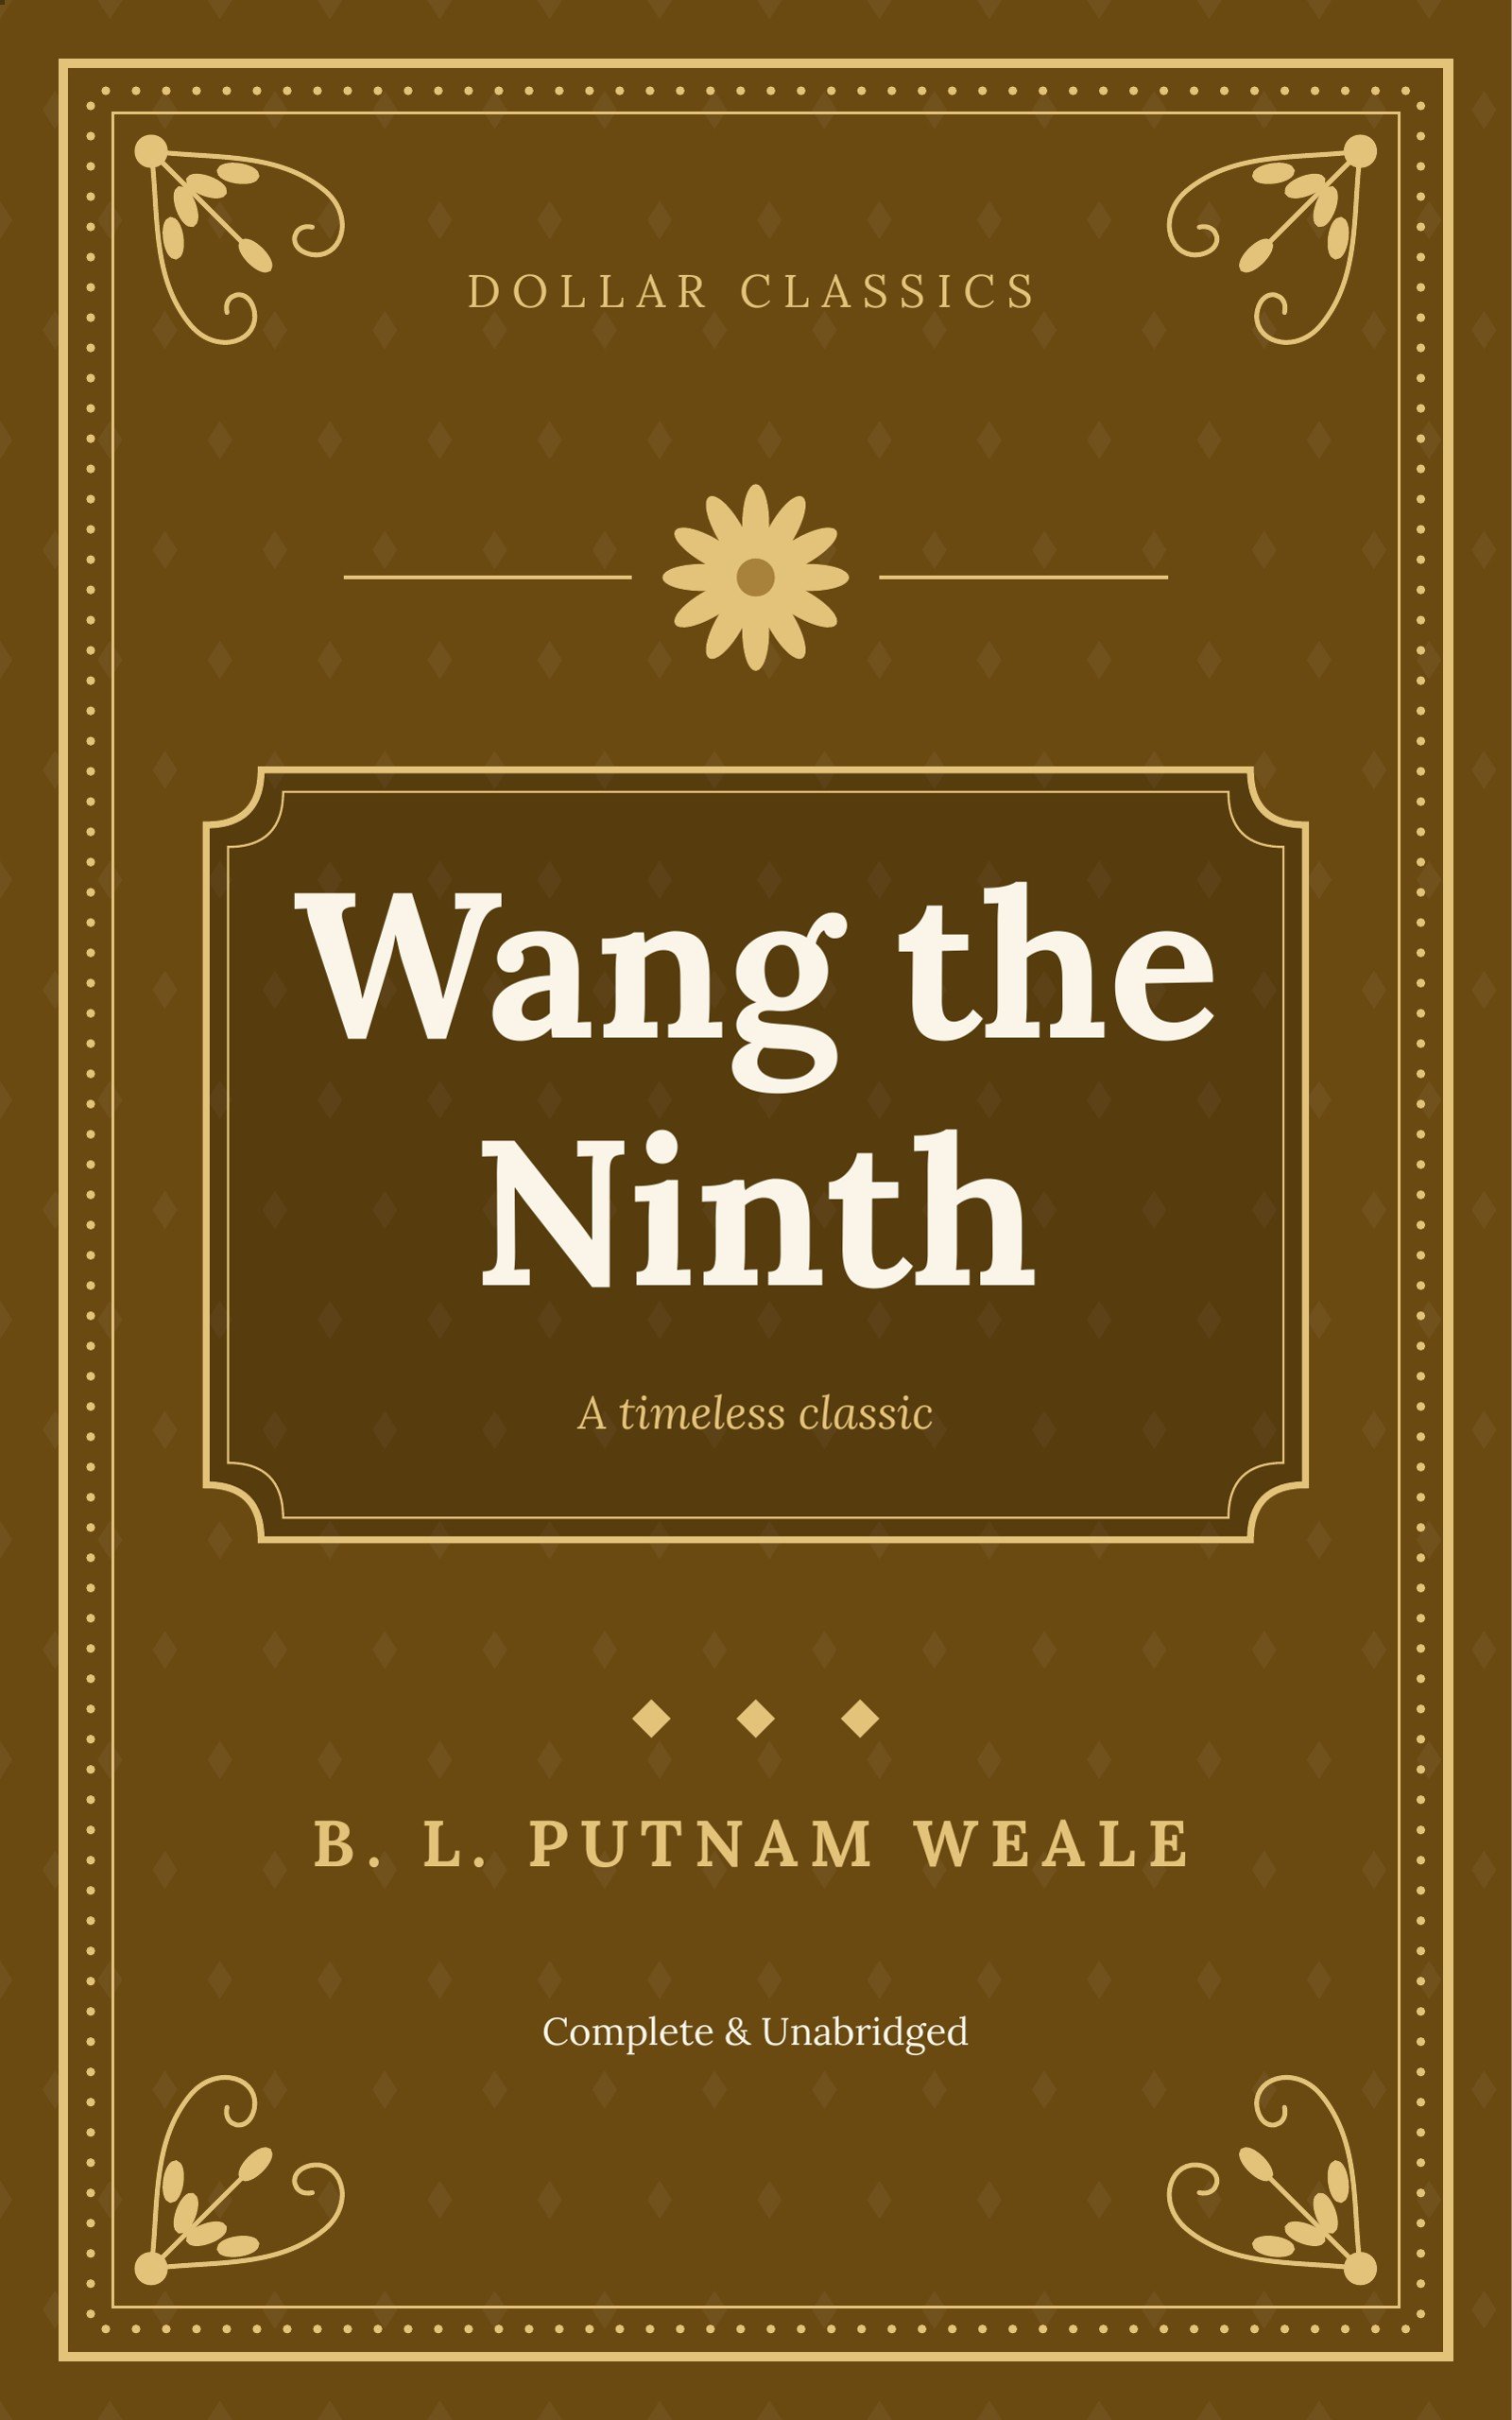 DOLLAR CLASSICS
Wang the
Ninth
A timeless classic
B. L. PUTNAM WEALE
Complete & Unabridged